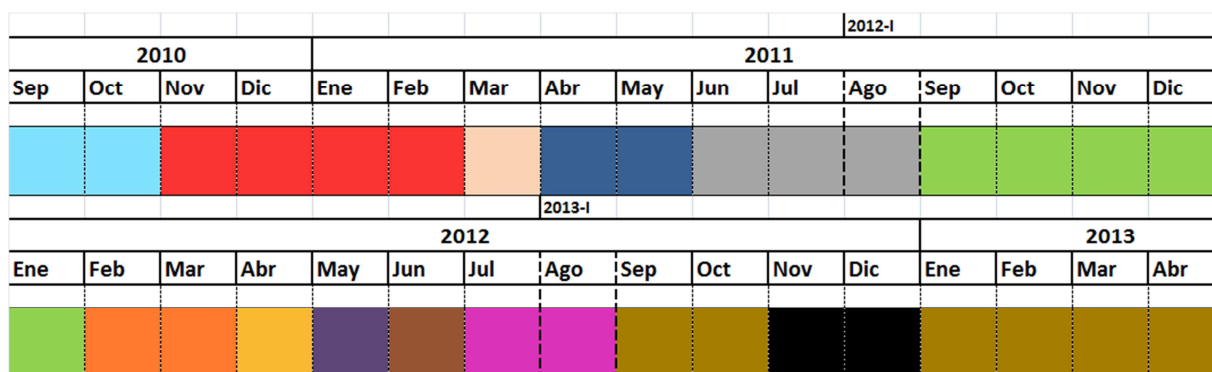 2012-I
2010 2011
Sep Oct Nov Dic Ene Feb Mar Abr May Jun Jul Ago Sep Oct Nov Dic
2013-I
2012 2013
Ene Feb Mar Abr May Jun Jul Ago Sep Oct Nov Dic Ene Feb Mar Abr